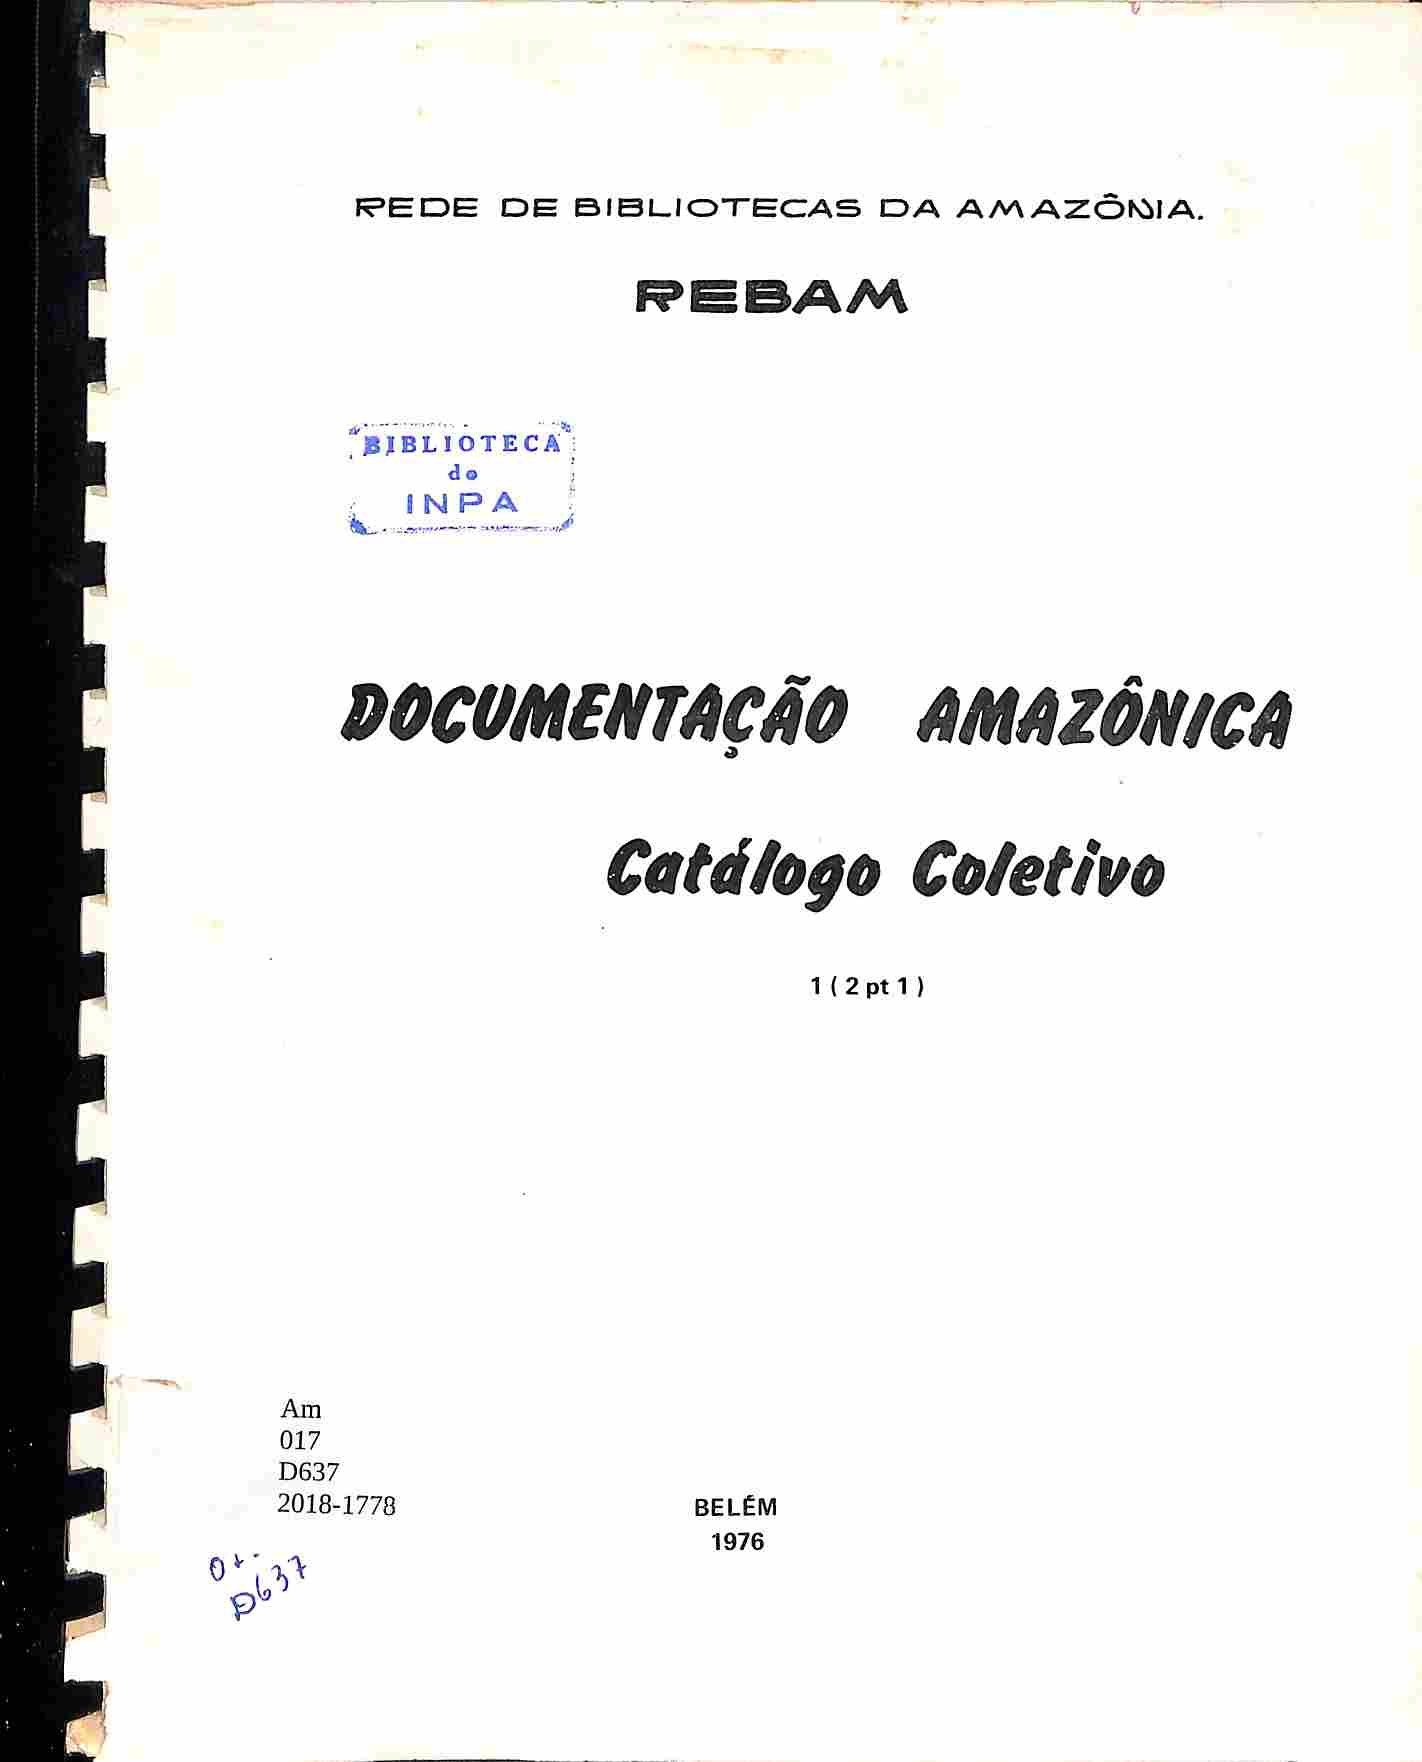 REDE DE BIBLIOTECAS DA AMAZÔNIA.
REBAM
BIBLIOTECA
do
INPA
DOCUMENTAÇÃO AMAZÔNICA
Catálogo Coletivo
1 ( 2 pt 1 )
Am
017
D637
2018-1778
BELÉM
1976
D637